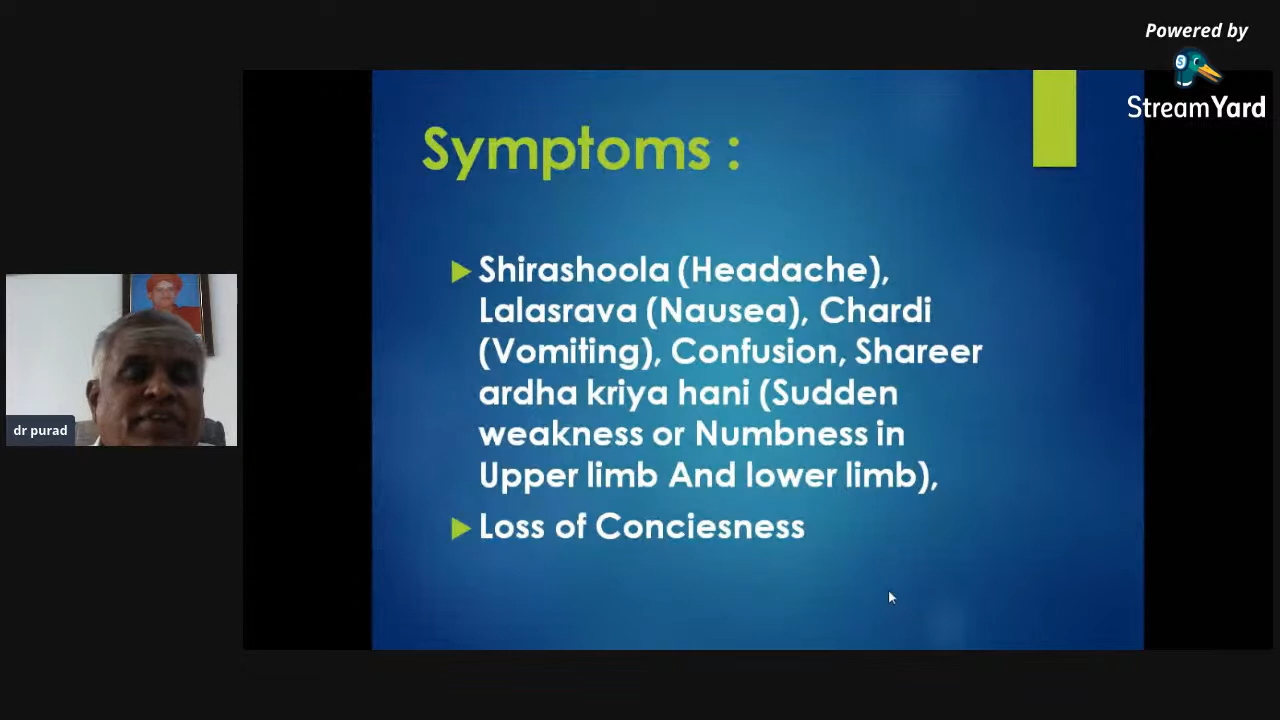 Powered by
StreamYard
Symptoms :
Shirashoola (Headache),
Lalasrava (Nausea), Chardi
(Vomiting), Confusion, Shareer
ardha kriya hani (Sudden
weakness or Numbness in
Upper limb And lower limb),
Loss of Conciesness
dr purad